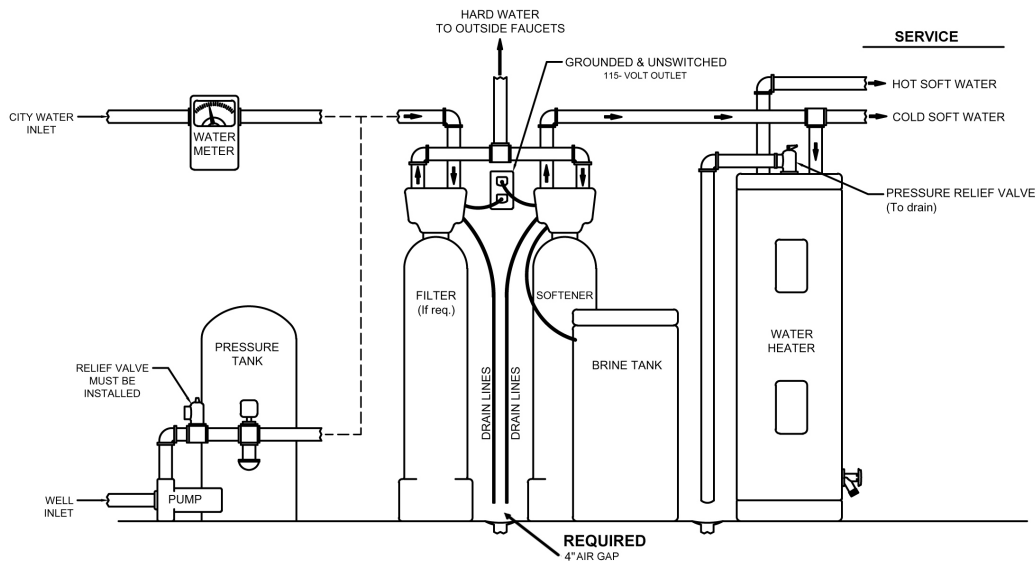 HARD WATER
TO OUTSIDE FAUCETS
SERVICE
GROUNDED & UNSWITCHED
115- VOLT OUTLET
HOT SOFT WATER
CITY WATER
INLET
WATER
METER
COLD SOFT WATER
PRESSURE RELIEF VALVE
(To drain)
FILTER
(If req.)
SOFTENER
PRESSURE
TANK
WATER
HEATER
RELIEF VALVE
MUST BE
INSTALLED
BRINE TANK
DRAIN LINES
DRAIN LINES
WELL
INLET
PUMP
REQUIRED
4" AIR GAP